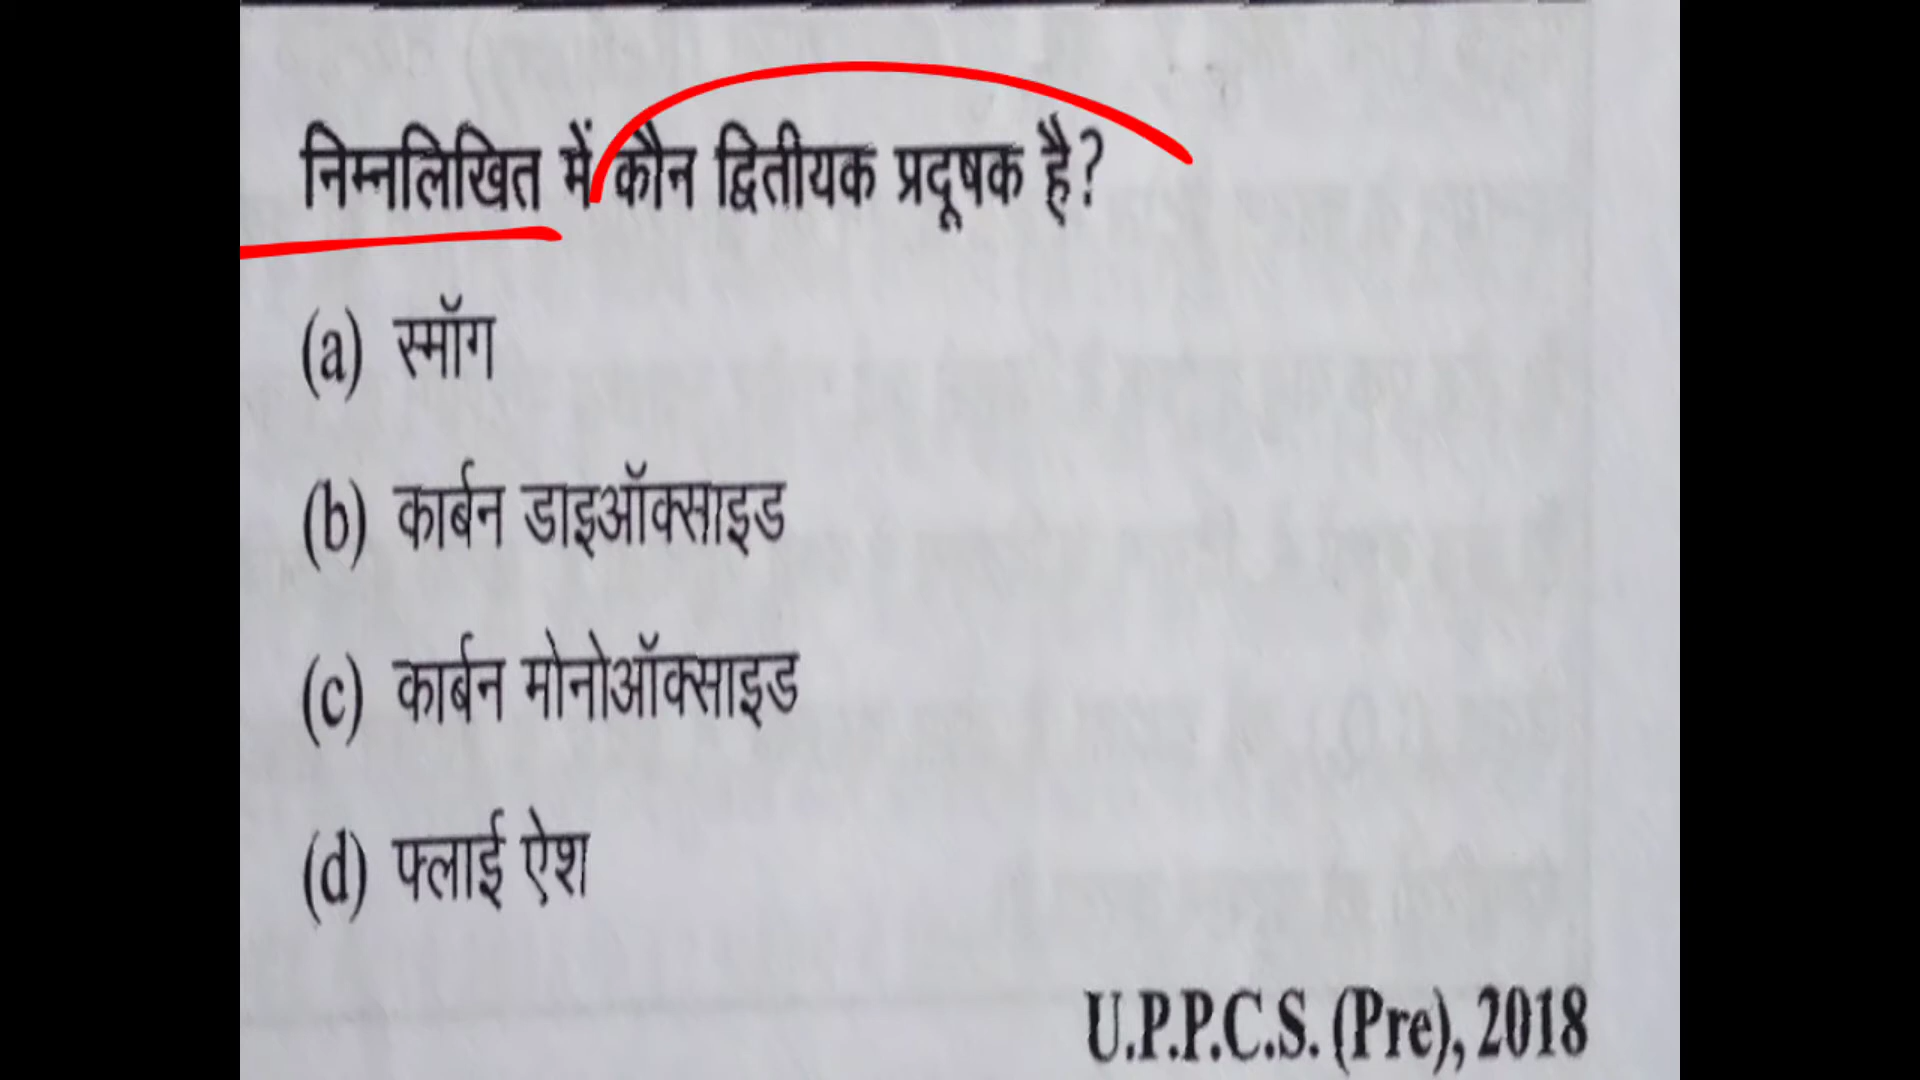 निम्नलिखित में कौन द्वितीयक प्रदूषक है?
(a) स्मॉग
(b) कार्बन डाइऑक्साइड
(c) कार्बन मोनोऑक्साइड
(d) फ्लाई ऐश
U.P.P.C.S. (Pre), 2018